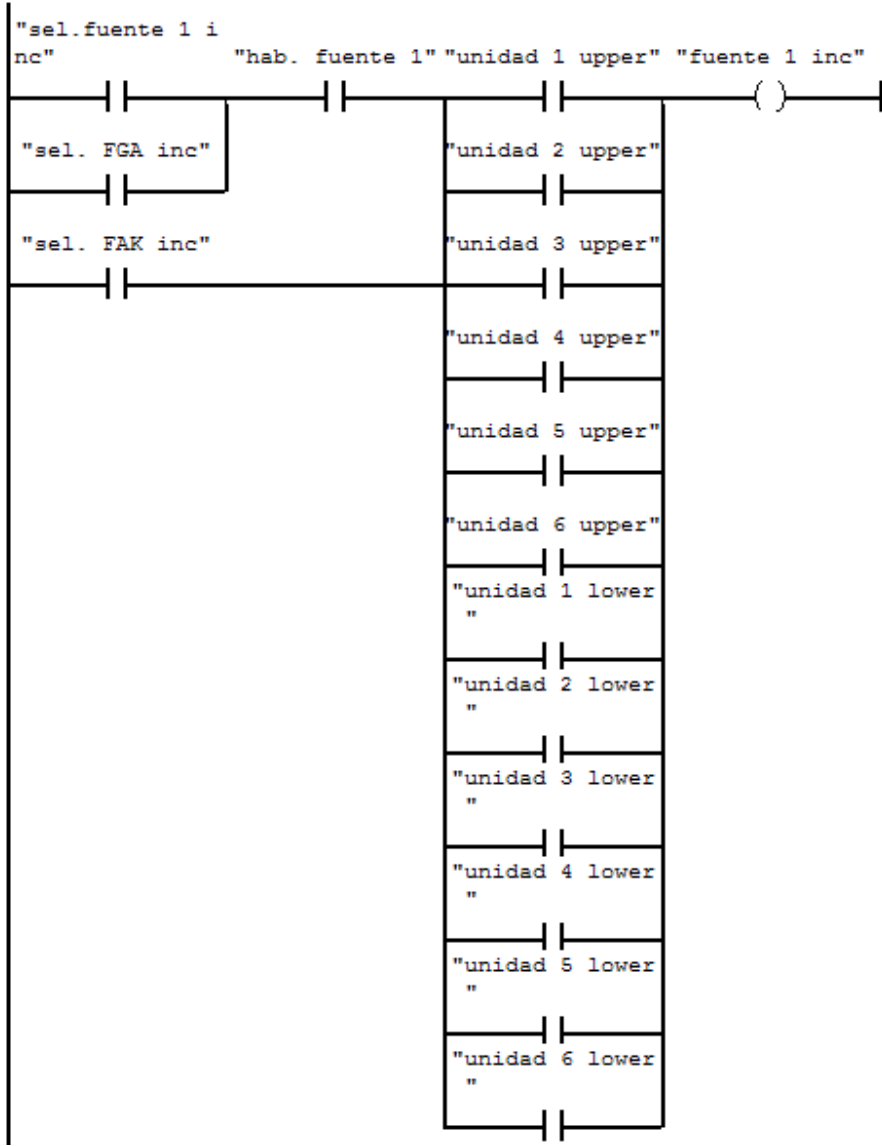 "sel.fuente 1 i
nc"
"hab. fuente 1"
"unidad 1 upper"
"fuente 1 inc"
"sel. FGA inc"
"unidad 2 upper"
"sel. FAK inc"
"unidad 3 upper"
"unidad 4 upper"
"unidad 5 upper"
"unidad 6 upper"
"unidad 1 lower
"
"unidad 2 lower
"
"unidad 3 lower
"
"unidad 4 lower
"
"unidad 5 lower
"
"unidad 6 lower
"